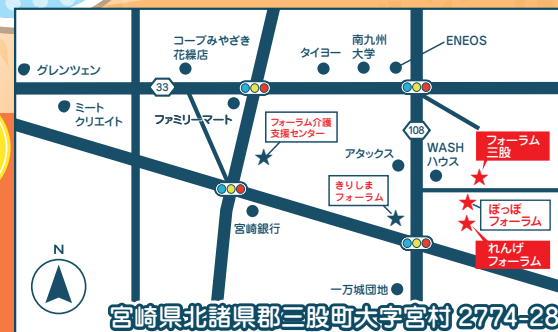 コープみやざき
花繰店
グレンツェン
33
ミート
クリエイト
ファミリーマート
タイヨー
南九州
大学
ENEOS
フォーラム介護
支援センター
108
アタックス
WASH
ハウス
フォーラム
三股
きりしま
フォーラム
ぽっぽ
フォーラム
れんげ
フォーラム
宮崎銀行
N
一万城団地
宮崎県北諸県郡三股町大字宮村 2774-28